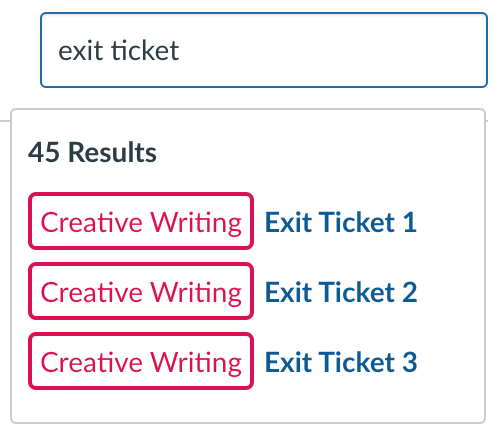 exit ticket
45 Results
Creative Writing Exit Ticket 1
Creative Writing Exit Ticket 2
Creative Writing Exit Ticket 3